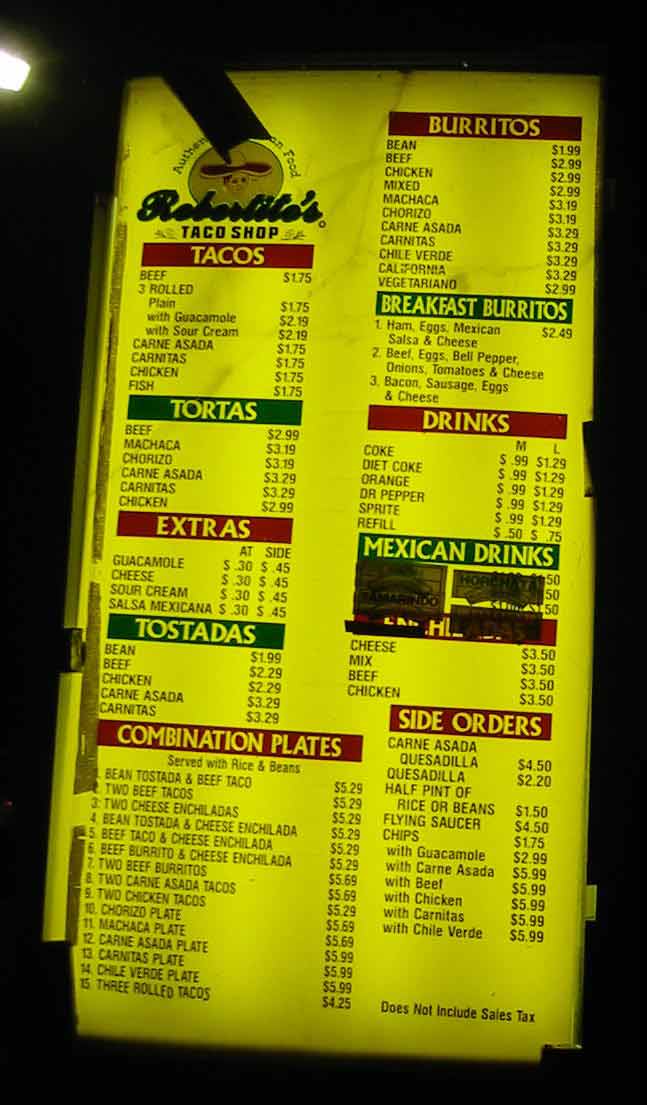 Food
Robertito's
TACO SHOP
TACOS
BEEF $1.75
3 ROLLED
Plain $1.75
with Guacamole $2.19
with Sour Cream $2.19
CARNE ASADA $1.75
CARNITAS $1.75
CHICKEN $1.75
FISH $1.75
TORTAS
BEEF $2.99
MACHACA $3.19
CHORIZO $3.19
CARNE ASADA $3.29
CARNITAS $3.29
CHICKEN $2.99
EXTRAS
AT SIDE
GUACAMOLE $ .30 $ .45
CHEESE $ .30 $ .45
SOUR CREAM $ .30 $ .45
SALSA MEXICANA $ .30 $ .45
TOSTADAS
BEAN $1.99
BEEF $2.29
CHICKEN $2.29
CARNE ASADA $3.29
CARNITAS $3.29
COMBINATION PLATES
Served with Rice & Beans
1. BEAN TOSTADA & BEEF TACO $5.29
2. TWO BEEF TACOS $5.29
3. TWO CHEESE ENCHILADAS $5.29
4. BEAN TOSTADA & CHEESE ENCHILADA $5.29
5. BEEF TACO & CHEESE ENCHILADA $5.29
6. BEEF BURRITO & CHEESE ENCHILADA $5.29
7. TWO BEEF BURRITOS $5.69
8. TWO CARNE ASADA TACOS $5.69
9. TWO CHICKEN TACOS $5.29
10. CHORIZO PLATE $5.69
11. MACHACA PLATE $5.69
12. CARNE ASADA PLATE $5.99
13. CARNITAS PLATE $5.99
14. CHILE VERDE PLATE $5.99
15. THREE ROLLED TACOS $4.25
BURRITOS
BEAN $1.99
BEEF $2.99
CHICKEN $2.99
MIXED $2.99
MACHACA $3.19
CHORIZO $3.19
CARNE ASADA $3.29
CARNITAS $3.29
CHILE VERDE $3.29
CALIFORNIA $3.29
VEGETARIANO $2.99
BREAKFAST BURRITOS
1. Ham, Eggs, Mexican $2.49
Salsa & Cheese
2. Beef, Eggs, Bell Pepper,
Onions, Tomatoes & Cheese
3. Bacon, Sausage, Eggs
& Cheese
DRINKS
M L
COKE $ .99 $1.29
DIET COKE $ .99 $1.29
ORANGE $ .99 $1.29
DR PEPPER $ .99 $1.29
SPRITE $ .99 $1.29
REFILL $ .50 $ .75
MEXICAN DRINKS
HORCHATA
TAMARINDO
CHEESE $3.50
MIX $3.50
BEEF $3.50
CHICKEN $3.50
SIDE ORDERS
CARNE ASADA
QUESADILLA $4.50
QUESADILLA $2.20
HALF PINT OF
RICE OR BEANS $1.50
FLYING SAUCER $4.50
CHIPS $1.75
with Guacamole $2.99
with Carne Asada $5.99
with Beef $5.99
with Chicken $5.99
with Carnitas $5.99
with Chile Verde $5.99
Does Not Include Sales Tax